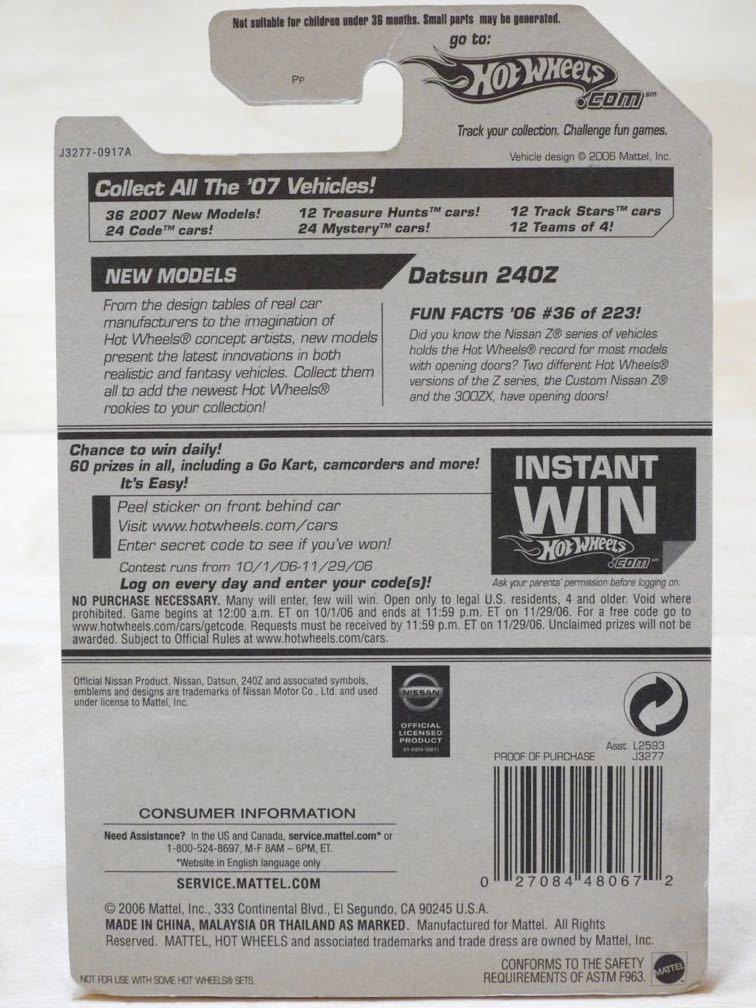 Not suitable for children under 36 months. Small parts may be generated.
go to:
PP
HOT WHEELS
.COM℠
Track your collection. Challenge fun games.
J3277-0917A
Vehicle design © 2006 Mattel, Inc.
Collect All The '07 Vehicles!
36 2007 New Models! 12 Treasure Hunts™ cars! 12 Track Stars™ cars
24 Code™ cars! 24 Mystery™ cars! 12 Teams of 4!
NEW MODELS
From the design tables of real car
manufacturers to the imagination of
Hot Wheels® concept artists, new models
present the latest innovations in both
realistic and fantasy vehicles. Collect them
all to add the newest Hot Wheels®
rookies to your collection!
Datsun 240Z
FUN FACTS '06 #36 of 223!
Did you know the Nissan Z® series of vehicles
holds the Hot Wheels® record for most models
with opening doors? Two different Hot Wheels®
versions of the Z series, the Custom Nissan Z®
and the 300ZX, have opening doors!
Chance to win daily!
60 prizes in all, including a Go Kart, camcorders and more!
It's Easy!
Peel sticker on front behind car
Visit www.hotwheels.com/cars
Enter secret code to see if you've won!
Contest runs from 10/1/06-11/29/06
Log on every day and enter your code(s)!
INSTANT
WIN
HOT WHEELS
.COM℠
Ask your parents' permission before logging on.
NO PURCHASE NECESSARY. Many will enter, few will win. Open only to legal U.S. residents, 4 and older. Void where
prohibited. Game begins at 12:00 a.m. ET on 10/1/06 and ends at 11:59 p.m. ET on 11/29/06. For a free code go to
www.hotwheels.com/cars/getcode. Requests must be received by 11:59 p.m. ET on 11/29/06. Unclaimed prizes will not be
awarded. Subject to Official Rules at www.hotwheels.com/cars.
Official Nissan Product. Nissan, Datsun, 240Z and associated symbols,
emblems and designs are trademarks of Nissan Motor Co., Ltd. and used
under license to Mattel, Inc.
NISSAN
OFFICIAL
LICENSED
PRODUCT
Asst. L2593
PROOF OF PURCHASE J3277
0 27084 48067 2
CONSUMER INFORMATION
Need Assistance? In the US and Canada, service.mattel.com* or
1-800-524-8697, M-F 8AM – 6PM, ET.
*Website in English language only
SERVICE.MATTEL.COM
© 2006 Mattel, Inc., 333 Continental Blvd., El Segundo, CA 90245 U.S.A.
MADE IN CHINA, MALAYSIA OR THAILAND AS MARKED. Manufactured for Mattel. All Rights
Reserved. MATTEL, HOT WHEELS and associated trademarks and trade dress are owned by Mattel, Inc.
CONFORMS TO THE SAFETY
REQUIREMENTS OF ASTM F963.
MATTEL
NOT FOR USE WITH SOME HOT WHEELS® SETS.